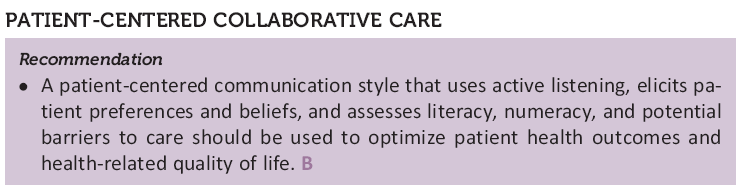 PATIENT-CENTERED COLLABORATIVE CARE
Recommendation
• A patient-centered communication style that uses active listening, elicits pa-
tient preferences and beliefs, and assesses literacy, numeracy, and potential
barriers to care should be used to optimize patient health outcomes and
health-related quality of life. B